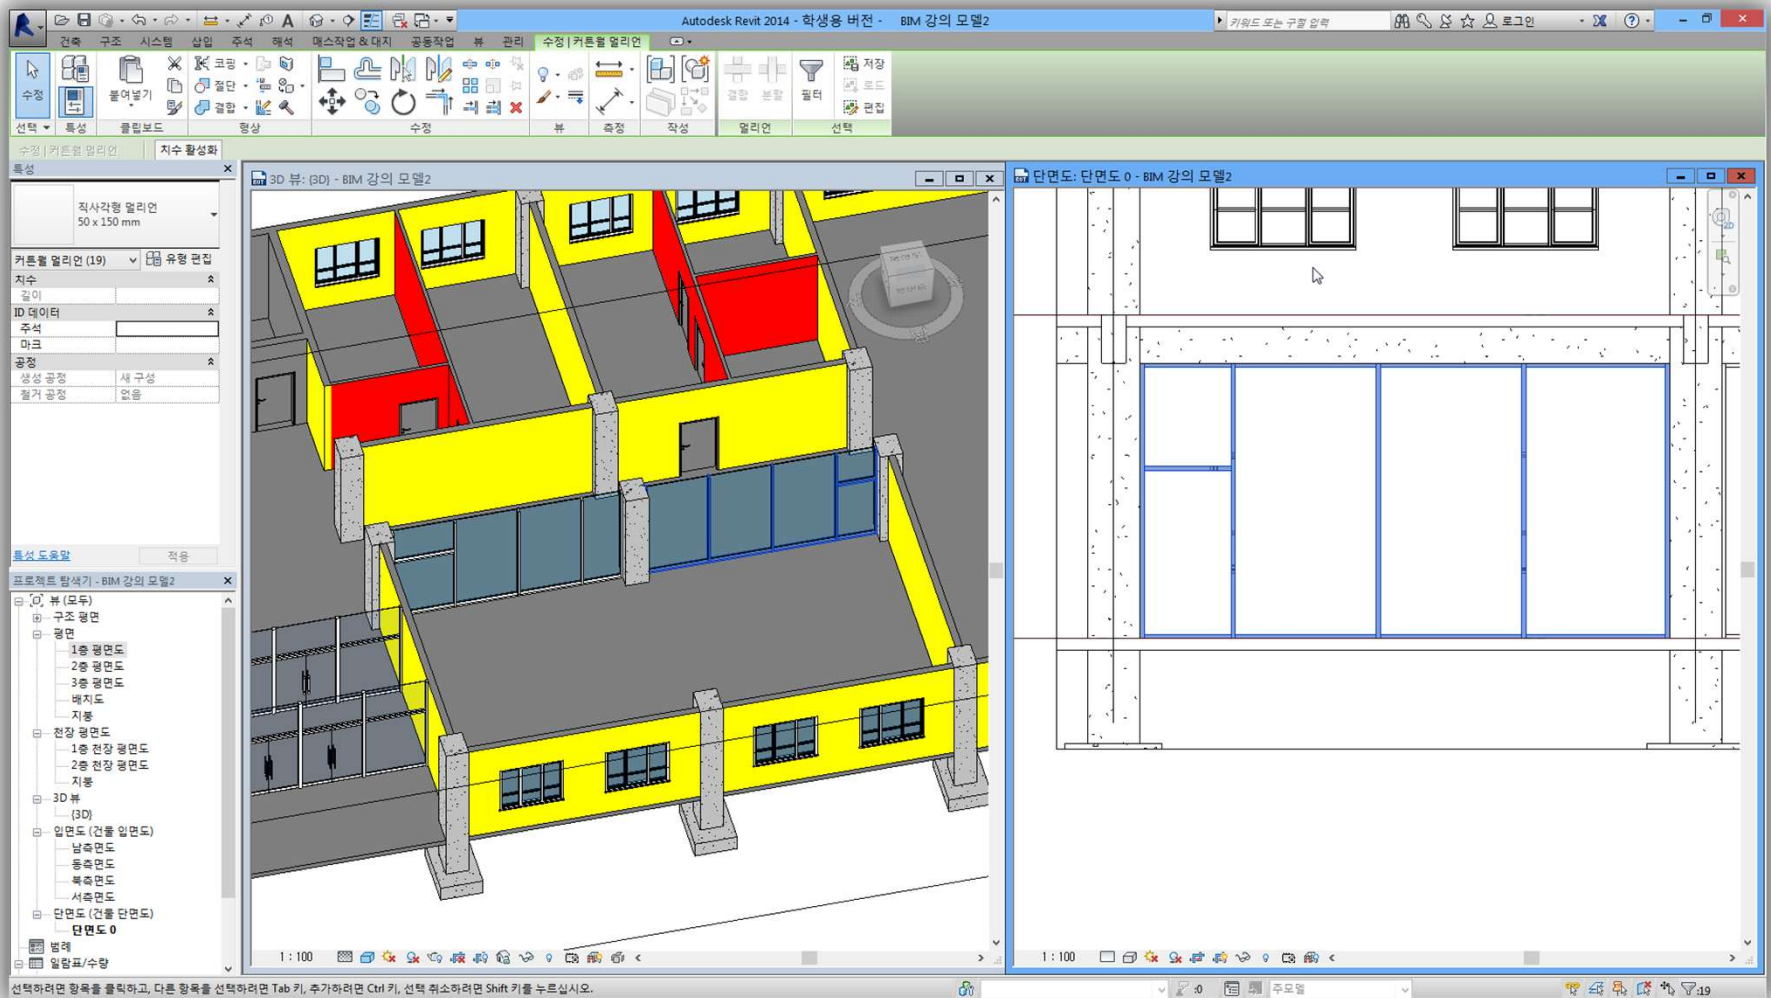 Autodesk Revit 2014 - 학생용 버전 -    BIM 강의 모델2
키워드 또는 구절 입력
로그인
건축 구조 시스템 삽입 주석 해석 매스작업 & 대지 공동작업 뷰 관리 수정 | 커튼월 멀리언
수정
붙여넣기
코핑
절단
결합
결합 분할
필터
저장
로드
편집
선택 특성 클립보드 형상 수정 뷰 측정 작성 멀리언 선택
수정 | 커튼월 멀리언
치수 활성화
특성
직사각형 멀리언
50 x 150 mm
커튼월 멀리언 (19)
유형 편집
치수
길이
ID 데이터
주석
마크
공정
생성 공정 새 구성
철거 공정 없음
특성 도움말
적용
프로젝트 탐색기 - BIM 강의 모델2
뷰 (모두)
구조 평면
평면
1층 평면도
2층 평면도
3층 평면도
배치도
지붕
천장 평면도
1층 천장 평면도
2층 천장 평면도
지붕
3D 뷰
{3D}
입면도 (건물 입면도)
남측면도
동측면도
북측면도
서측면도
단면도 (건물 단면도)
단면도 0
범례
일람표/수량
3D 뷰: {3D} - BIM 강의 모델2
1 : 100
단면도: 단면도 0 - BIM 강의 모델2
2D
1 : 100
선택하려면 항목을 클릭하고, 다른 항목을 선택하려면 Tab 키, 추가하려면 Ctrl 키, 선택 취소하려면 Shift 키를 누르십시오.
:0
주모델
:19